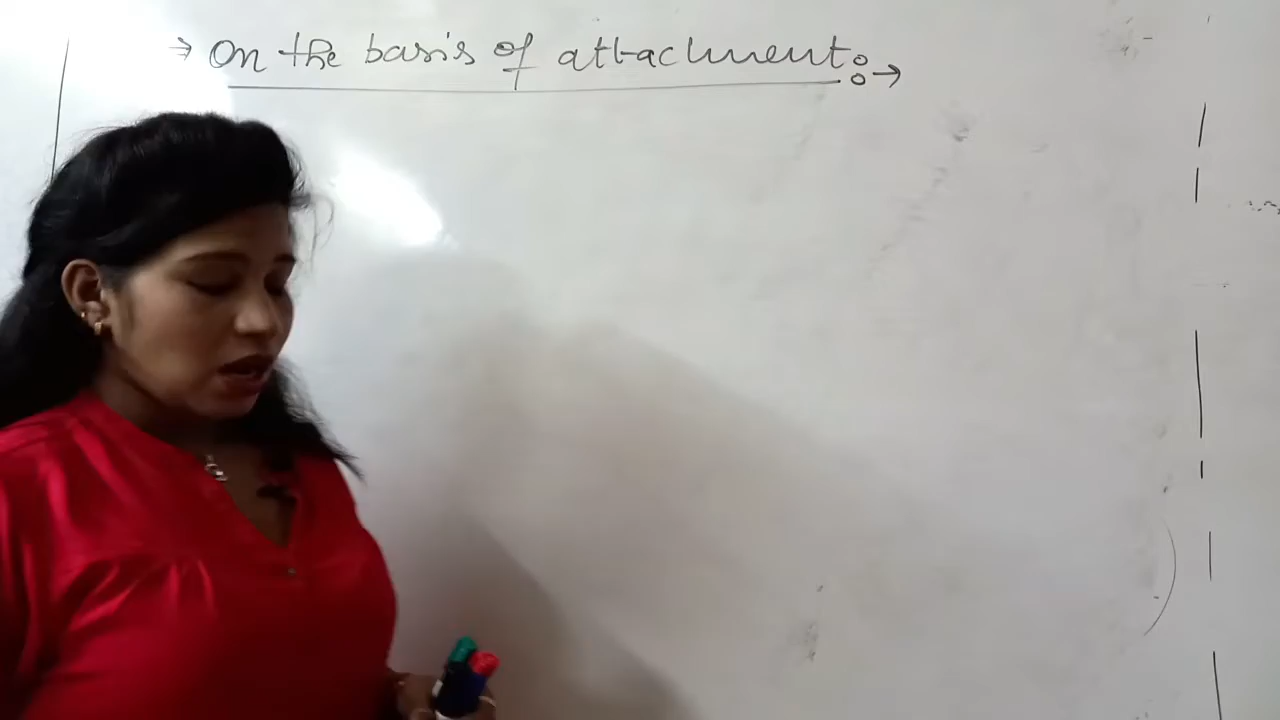 → On the basis of attachment:→